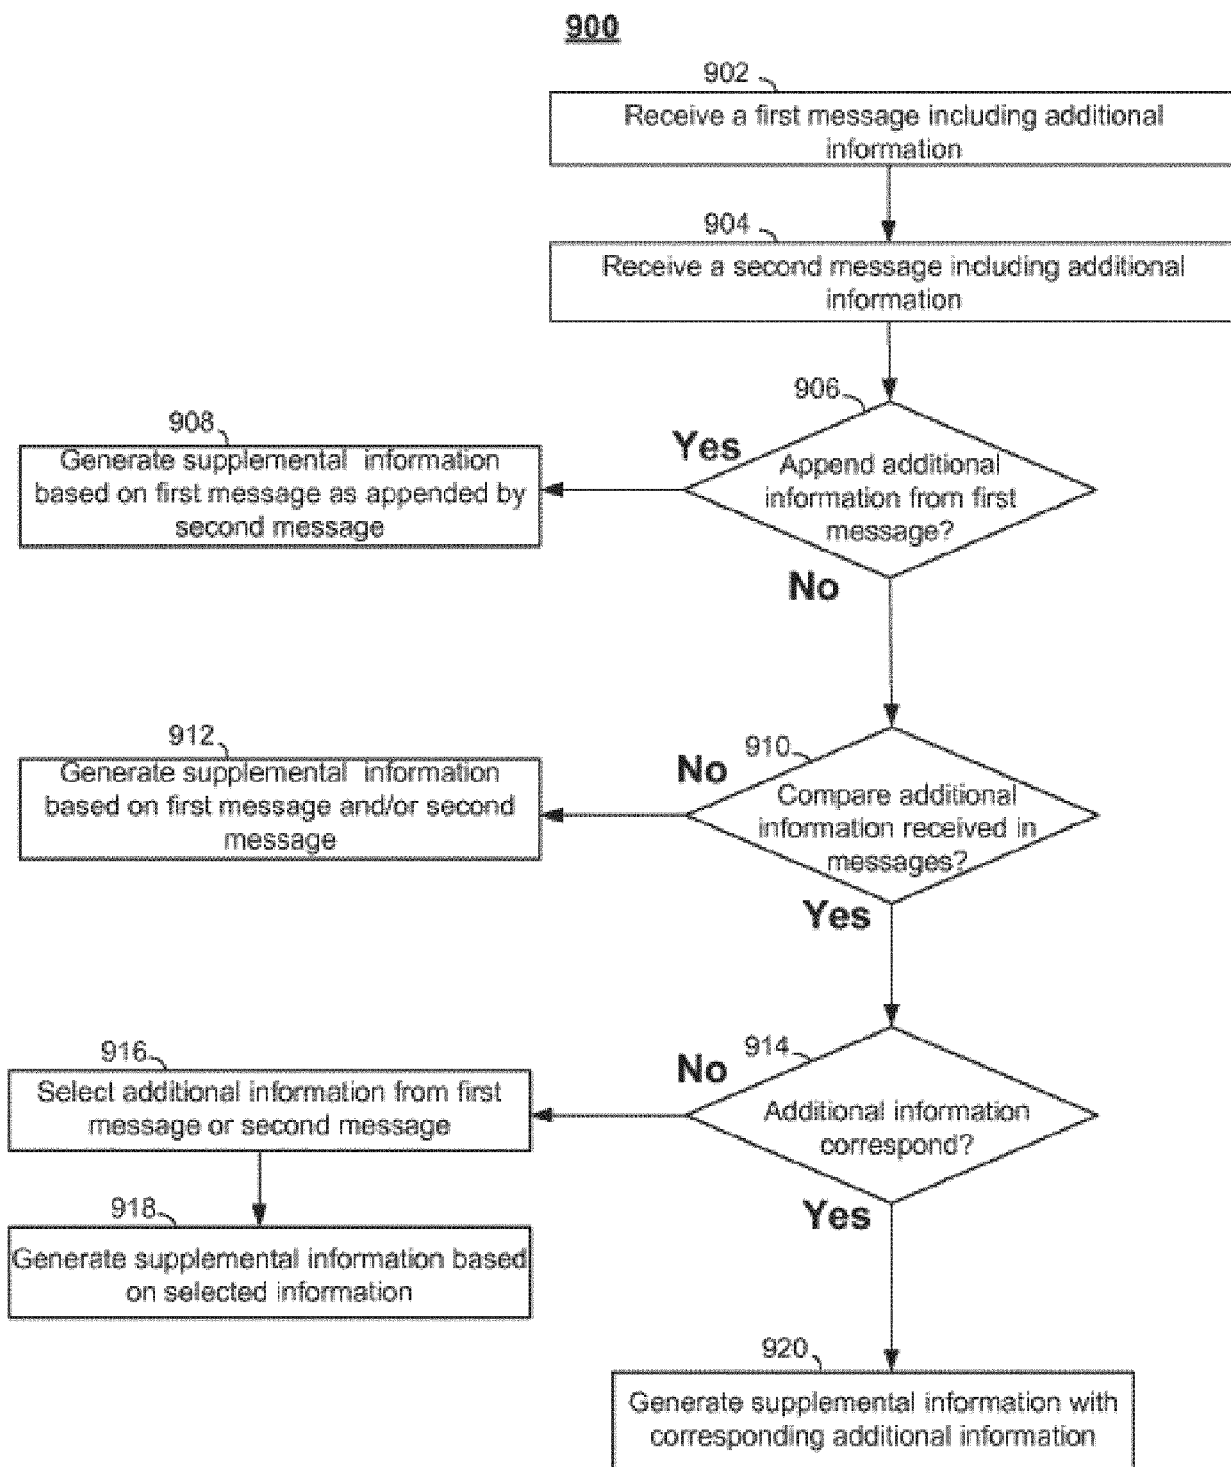 900
902
Receive a first message including additional
information
904
Receive a second message including additional
information
906
Append additional
information from first
message?
Yes
No
908
Generate supplemental information
based on first message as appended by
second message
910
Compare additional
information received in
messages?
No
Yes
912
Generate supplemental information
based on first message and/or second
message
914
Additional information
correspond?
No
Yes
916
Select additional information from first
message or second message
918
Generate supplemental information based
on selected information
920
Generate supplemental information with
corresponding additional information